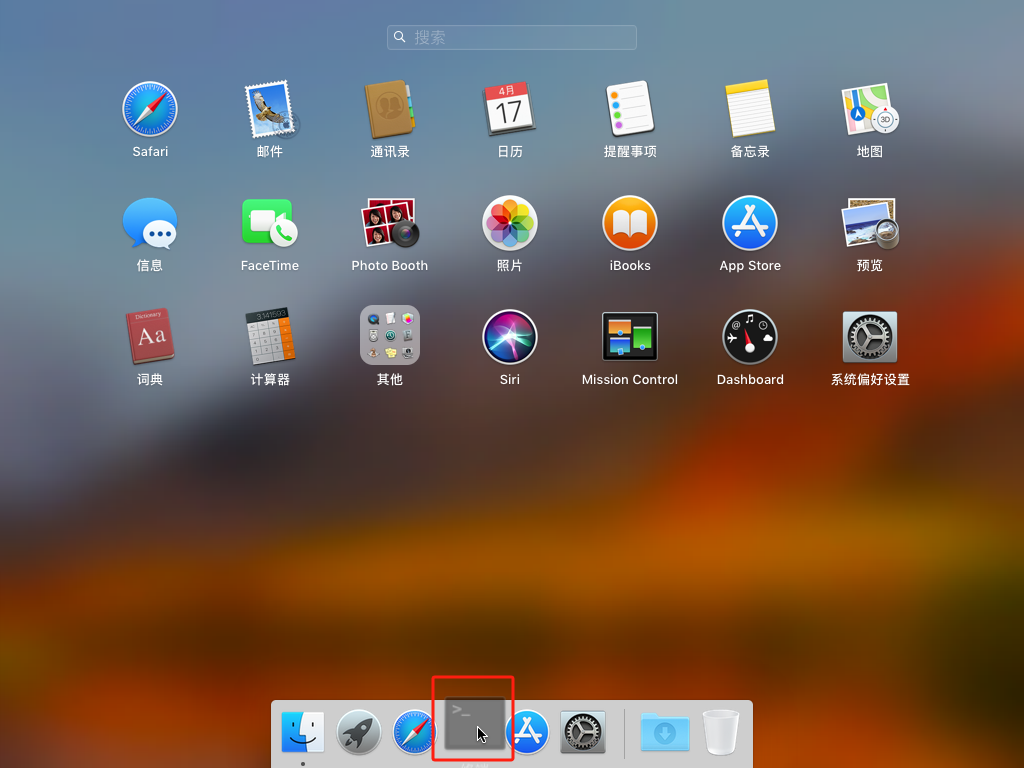 搜索
4月
17
3D
Safari
邮件
通讯录
日历
提醒事项
备忘录
地图
信息
FaceTime
Photo Booth
照片
iBooks
App Store
预览
Dictionary
Aa
3.141593
词典
计算器
其他
Siri
Mission Control
Dashboard
系统偏好设置
>_